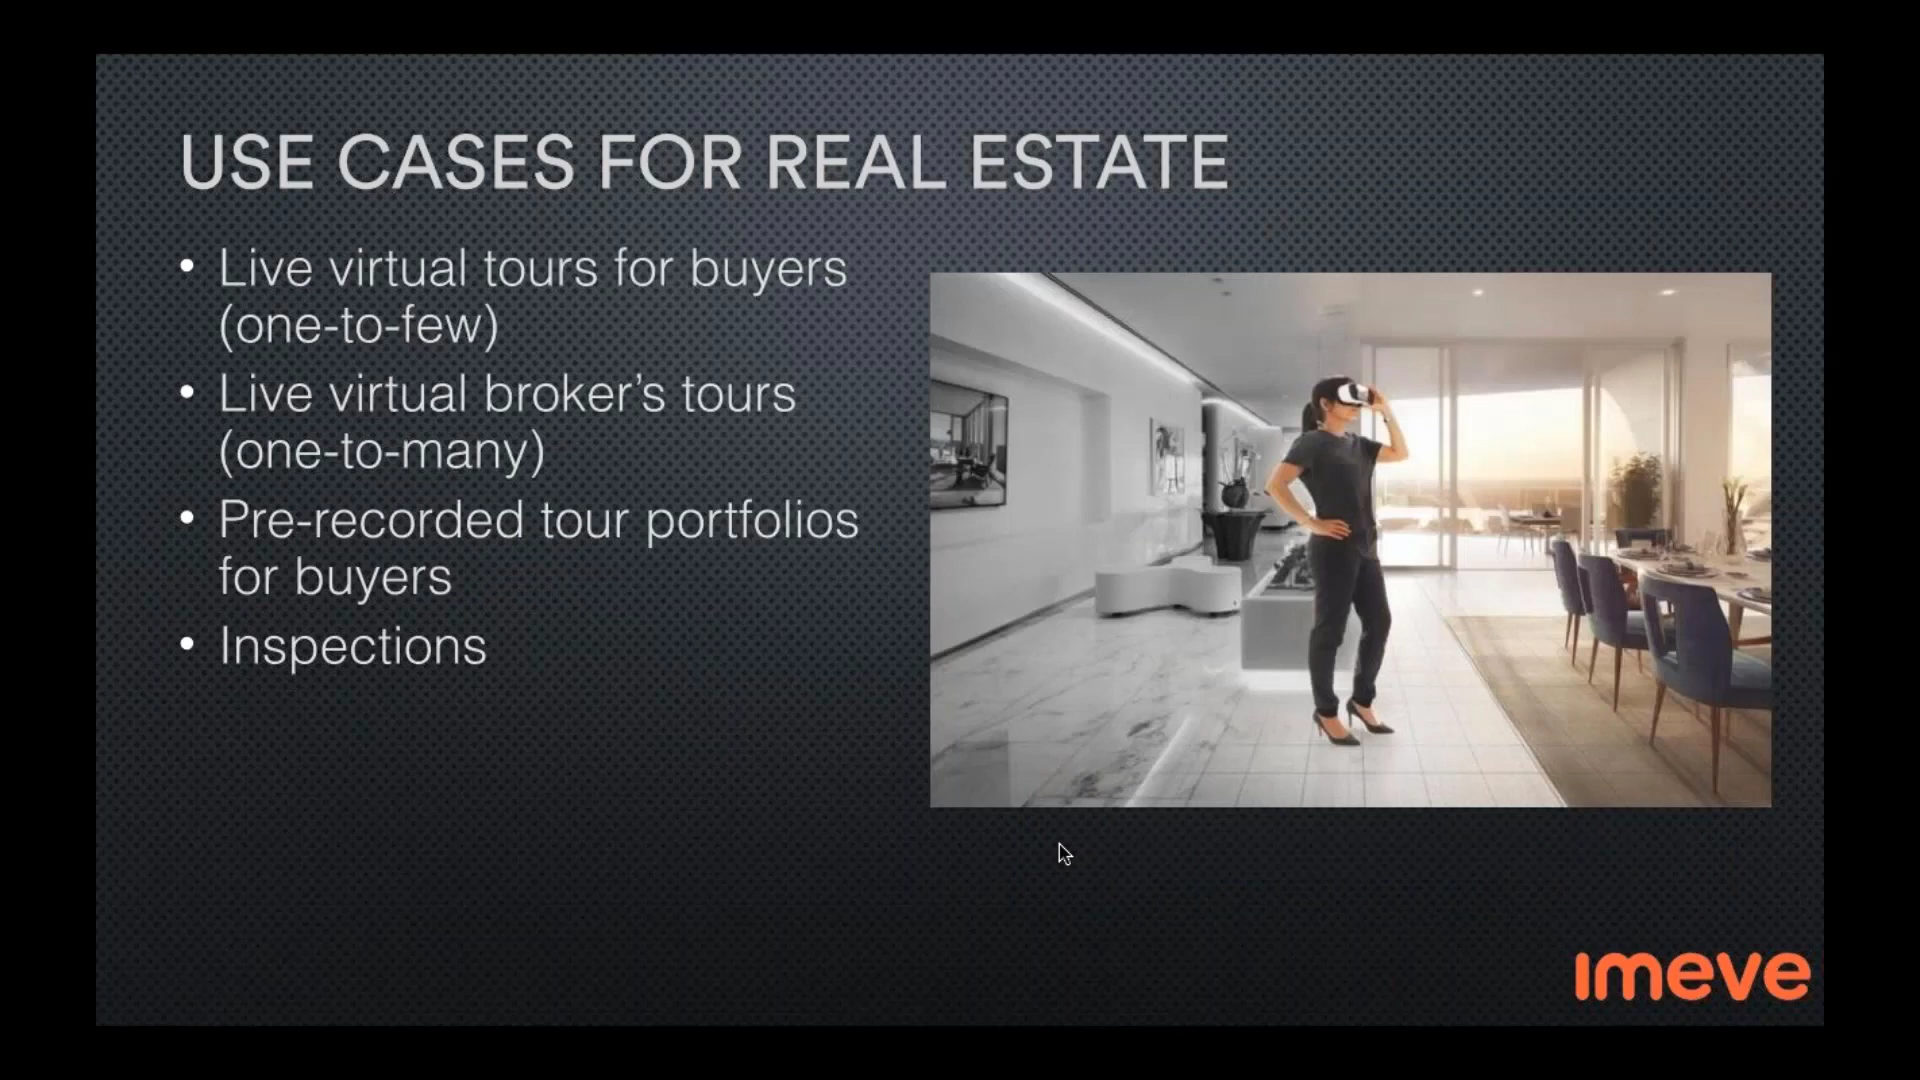 USE CASES FOR REAL ESTATE
• Live virtual tours for buyers
(one-to-few)
• Live virtual broker’s tours
(one-to-many)
• Pre-recorded tour portfolios
for buyers
• Inspections
imeve